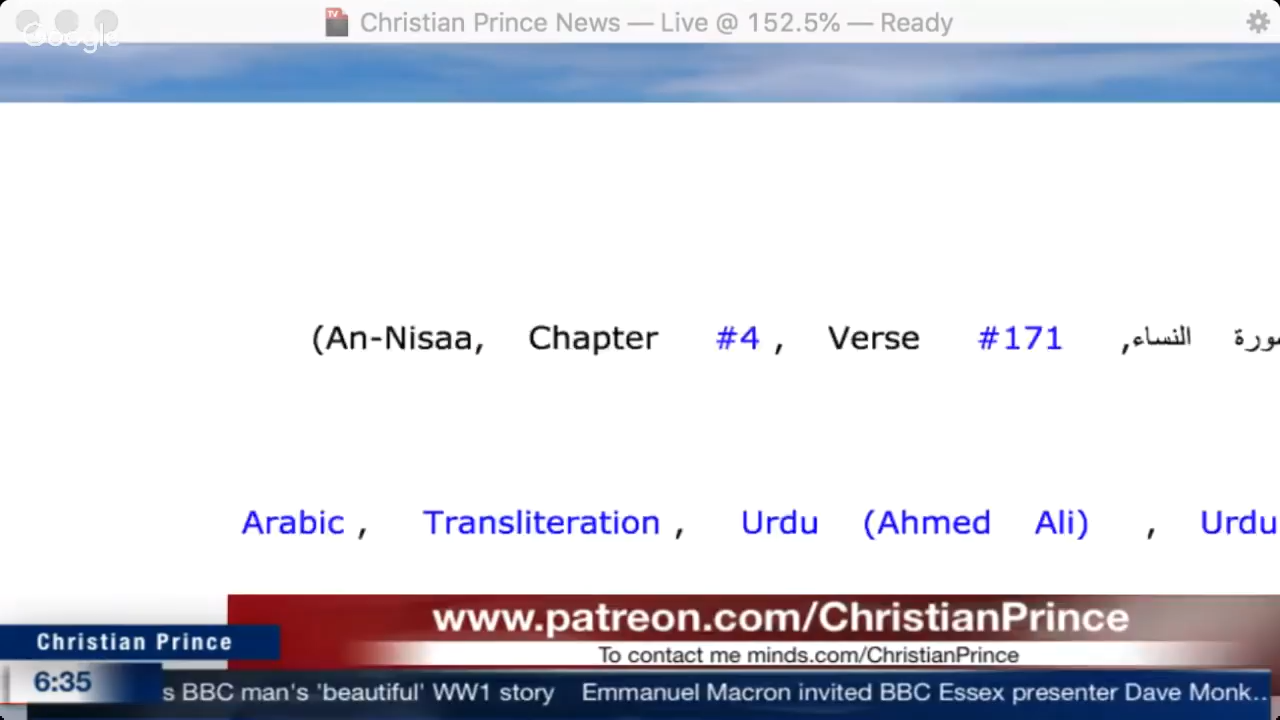 Christian Prince News — Live @ 152.5% — Ready
Google
(An-Nisaa, Chapter #4 , Verse #171 ,النساء
Arabic , Transliteration , Urdu (Ahmed Ali) , Urdu
www.patreon.com/ChristianPrince
To contact me minds.com/ChristianPrince
Christian Prince
6:35
s BBC man's 'beautiful' WW1 story Emmanuel Macron invited BBC Essex presenter Dave Monk...